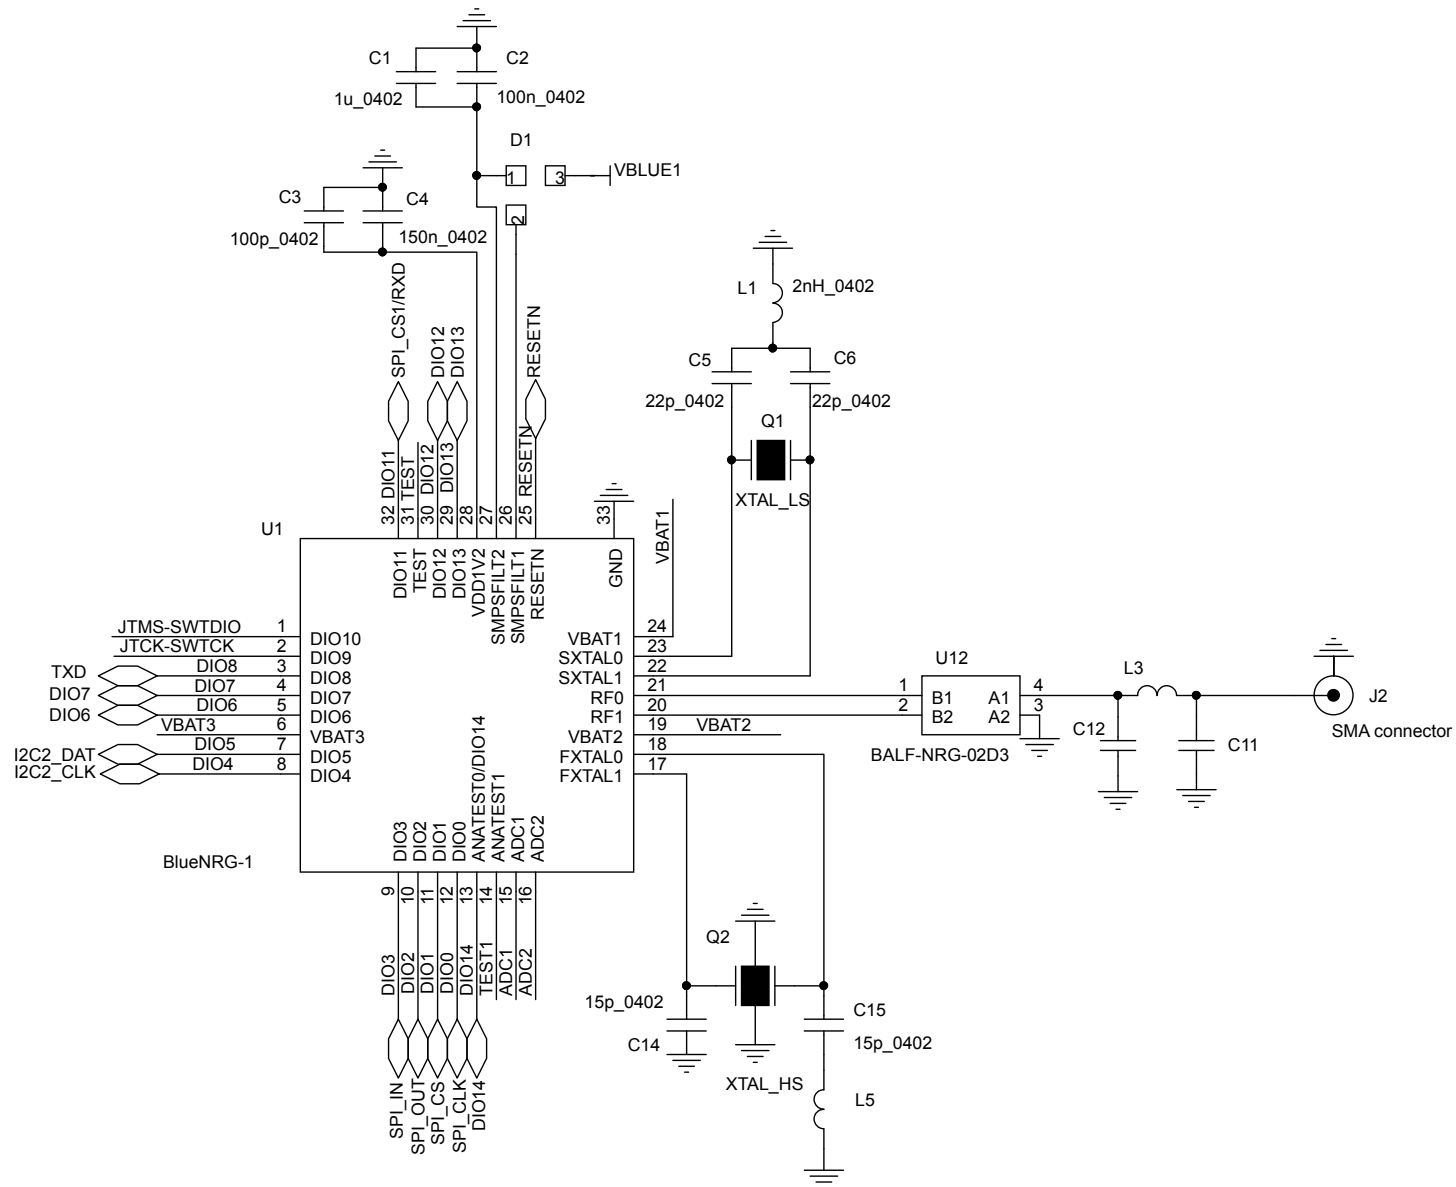 C1
C2
1u_0402
100n_0402
D1
1
3
VBLUE1
2
C3
C4
100p_0402
150n_0402
L1
2nH_0402
C5
C6
22p_0402
22p_0402
Q1
XTAL_LS
SPI_CS1/RXD
DIO12
DIO13
RESETN
DIO11
TEST
DIO12
DIO13
RESETN
32
31
30
29
28
27
26
25
33
VBAT1
U1
DIO11
TEST
DIO12
DIO13
VDD1V2
SMPSFILT2
SMPSFILT1
RESETN
GND
JTMS-SWTDIO 1 DIO10
JTCK-SWTCK 2 DIO9
TXD DIO8 3 DIO8
DIO7 DIO7 4 DIO7
DIO6 DIO6 5 DIO6
VBAT3 6 VBAT3
I2C2_DAT DIO5 7 DIO5
I2C2_CLK DIO4 8 DIO4
VBAT1 24
SXTAL0 23
SXTAL1 22
RF0 21
RF1 20
VBAT2 19 VBAT2
FXTAL0 18
FXTAL1 17
U12
1 B1 A1 4
2 B2 A2 3
BALF-NRG-02D3
L3
C12
C11
J2
SMA connector
DIO3
DIO2
DIO1
DIO0
ANATEST0/DIO14
ANATEST1
ADC1
ADC2
BlueNRG-1
9
10
11
12
13
14
15
16
DIO3
DIO2
DIO1
DIO0
DIO14
TEST1
ADC1
ADC2
SPI_IN
SPI_OUT
SPI_CS
SPI_CLK
DIO14
Q2
15p_0402
C14
XTAL_HS
C15
15p_0402
L5